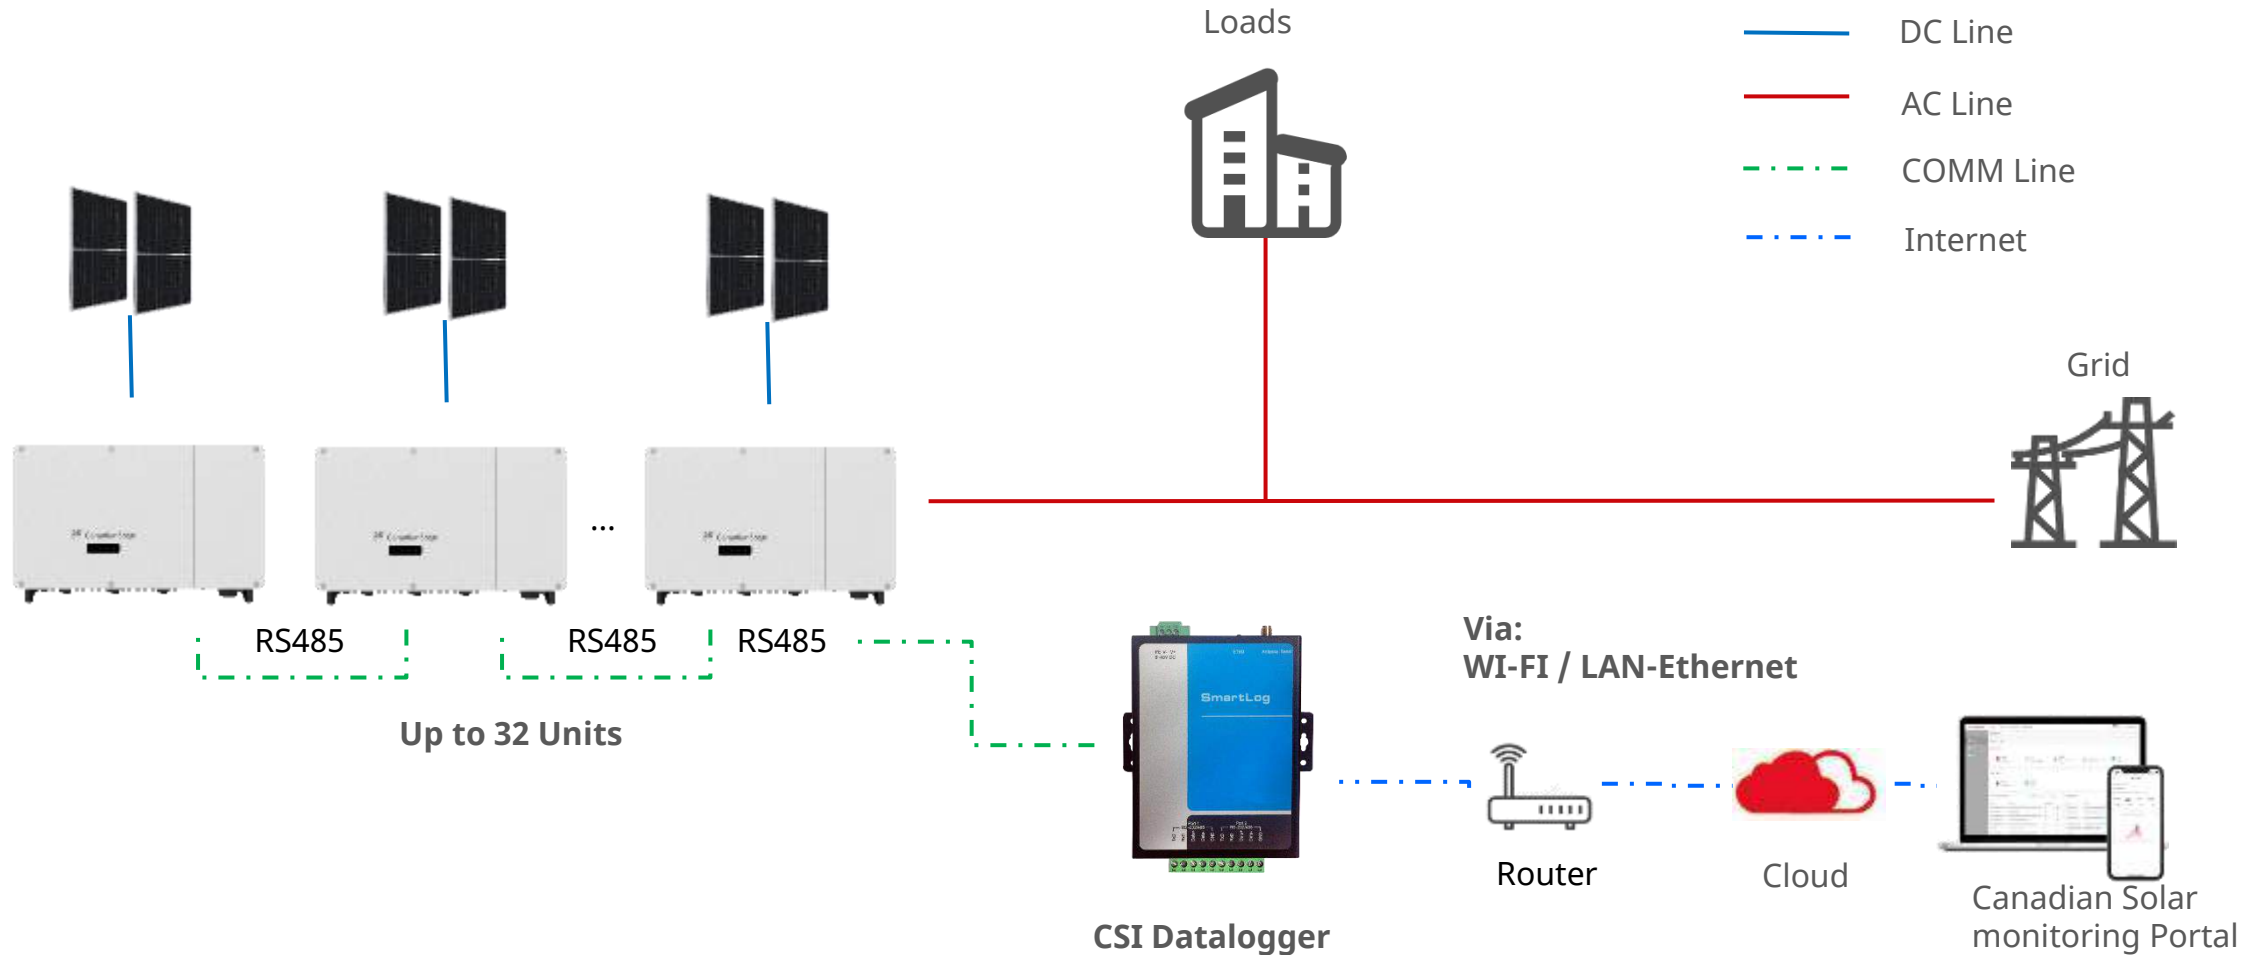 Loads
DC Line
AC Line
COMM Line
Internet
Grid
...
RS485
RS485
RS485
Up to 32 Units
Via:
WI-FI / LAN-Ethernet
SmartLog
Router
Cloud
CSI Datalogger
Canadian Solar
monitoring Portal